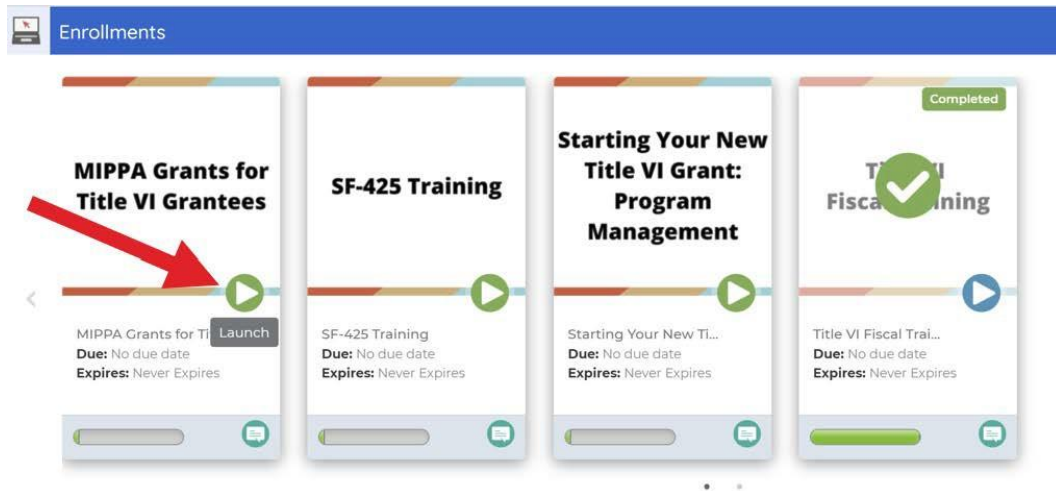 Enrollments
MIPPA Grants for
Title VI Grantees
MIPPA Grants for Ti
Launch
Due: No due date
Expires: Never Expires
SF-425 Training
SF-425 Training
Due: No due date
Expires: Never Expires
Starting Your New
Title VI Grant:
Program
Management
Starting Your New Ti...
Due: No due date
Expires: Never Expires
Completed
VI
Title VI Fiscal Trai...
Due: No due date
Expires: Never Expires